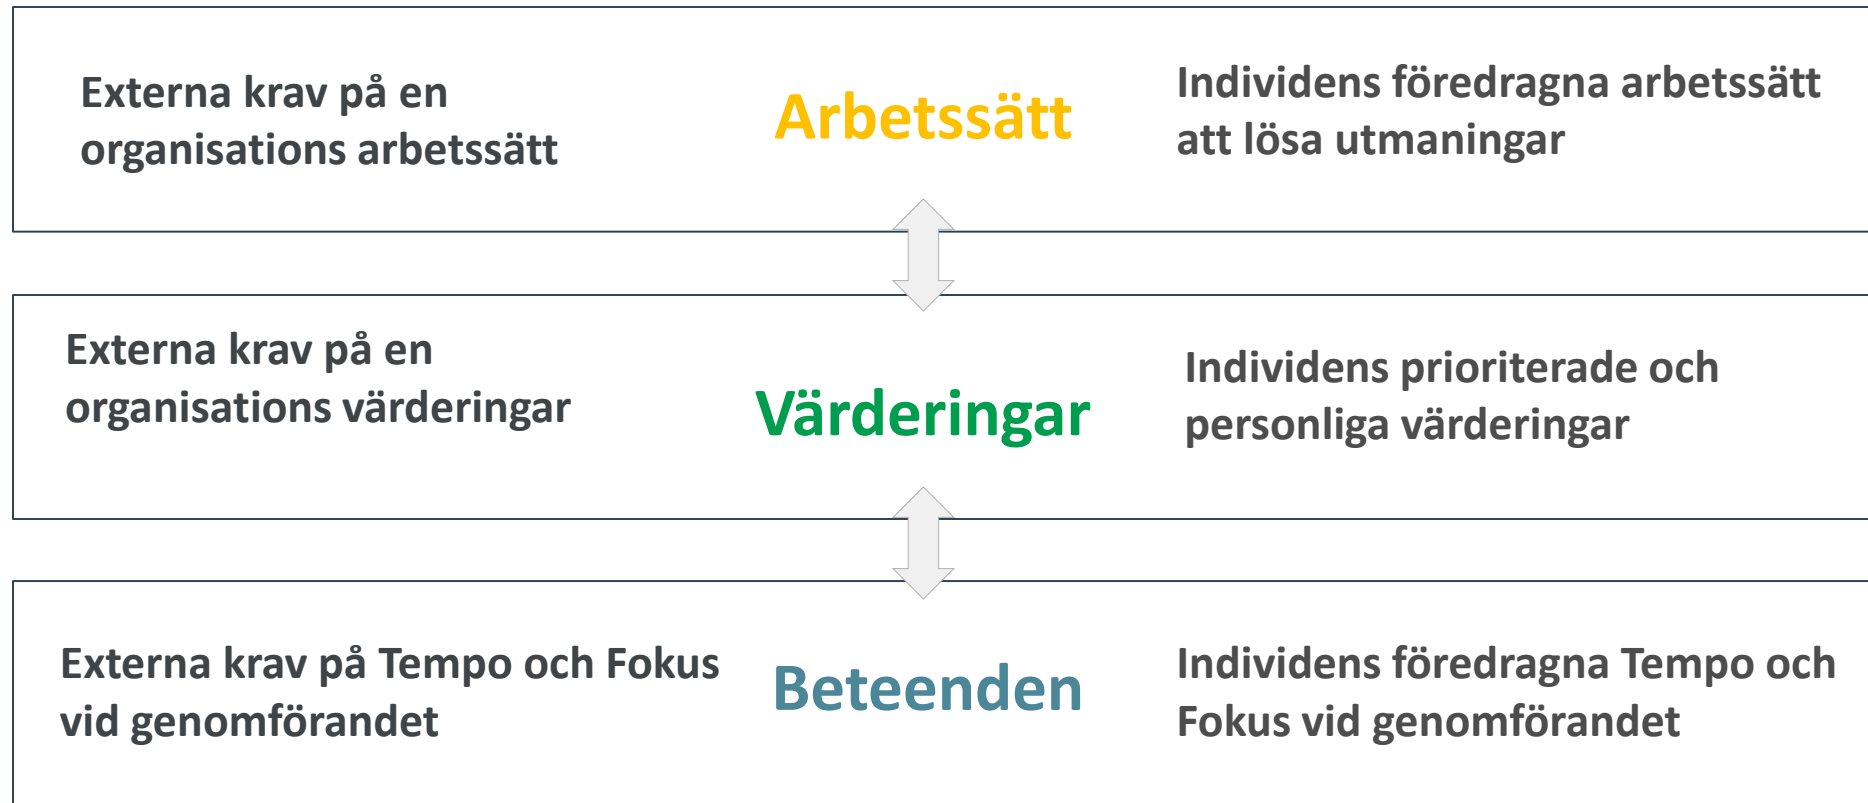 Externa krav på en
organisations arbetssätt
Arbetssätt
Individens föredragna arbetssätt
att lösa utmaningar
Externa krav på en
organisations värderingar
Värderingar
Individens prioriterade och
personliga värderingar
Externa krav på Tempo och Fokus
vid genomförandet
Beteenden
Individens föredragna Tempo och
Fokus vid genomförandet